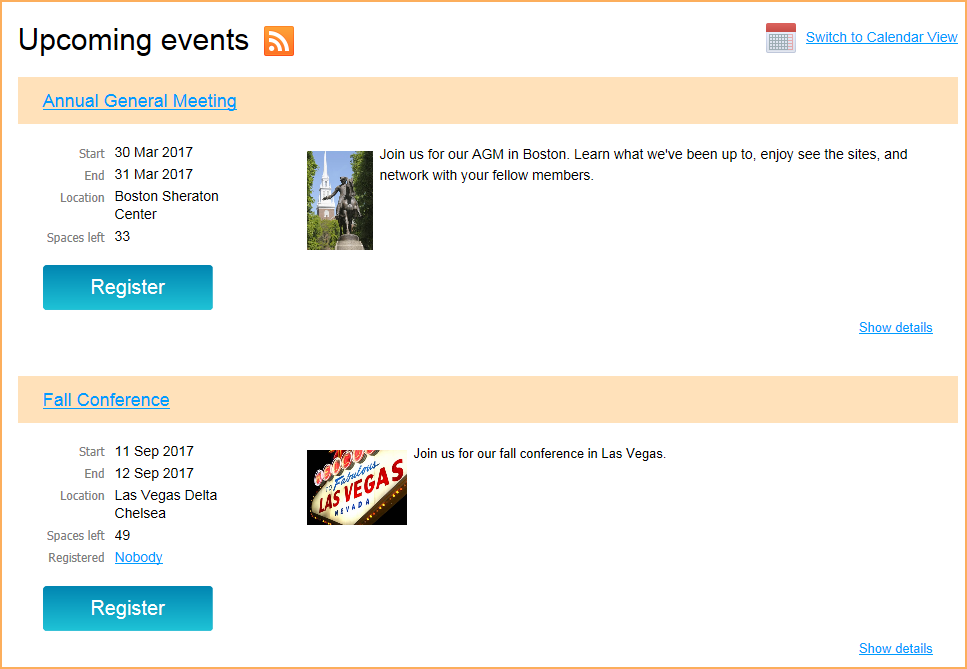 Upcoming events
Switch to Calendar View
Annual General Meeting
Start 30 Mar 2017
End 31 Mar 2017
Location Boston Sheraton
Center
Spaces left 33
Join us for our AGM in Boston. Learn what we've been up to, enjoy see the sites, and
network with your fellow members.
Register
Show details
Fall Conference
Start 11 Sep 2017
End 12 Sep 2017
Location Las Vegas Delta
Chelsea
Spaces left 49
Registered Nobody
Join us for our fall conference in Las Vegas.
Fabulous
LAS VEGAS
NEVADA
Register
Show details